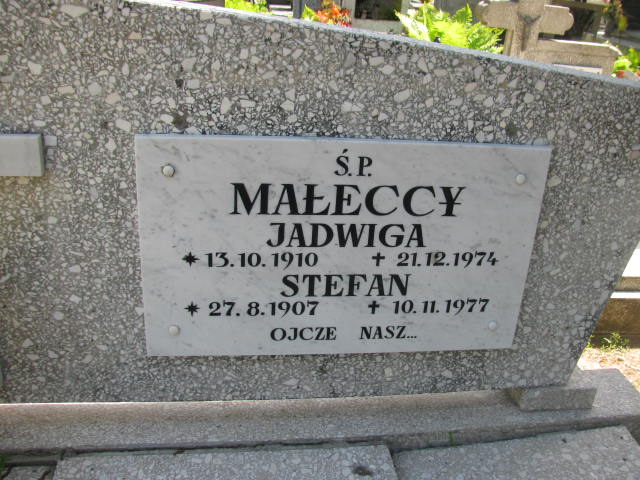 Ś.P.
MAŁECCY
JADWIGA
* 13.10.1910 ✝ 21.12.1974
STEFAN
* 27.8.1907 ✝ 10.11.1977
OJCZE NASZ...